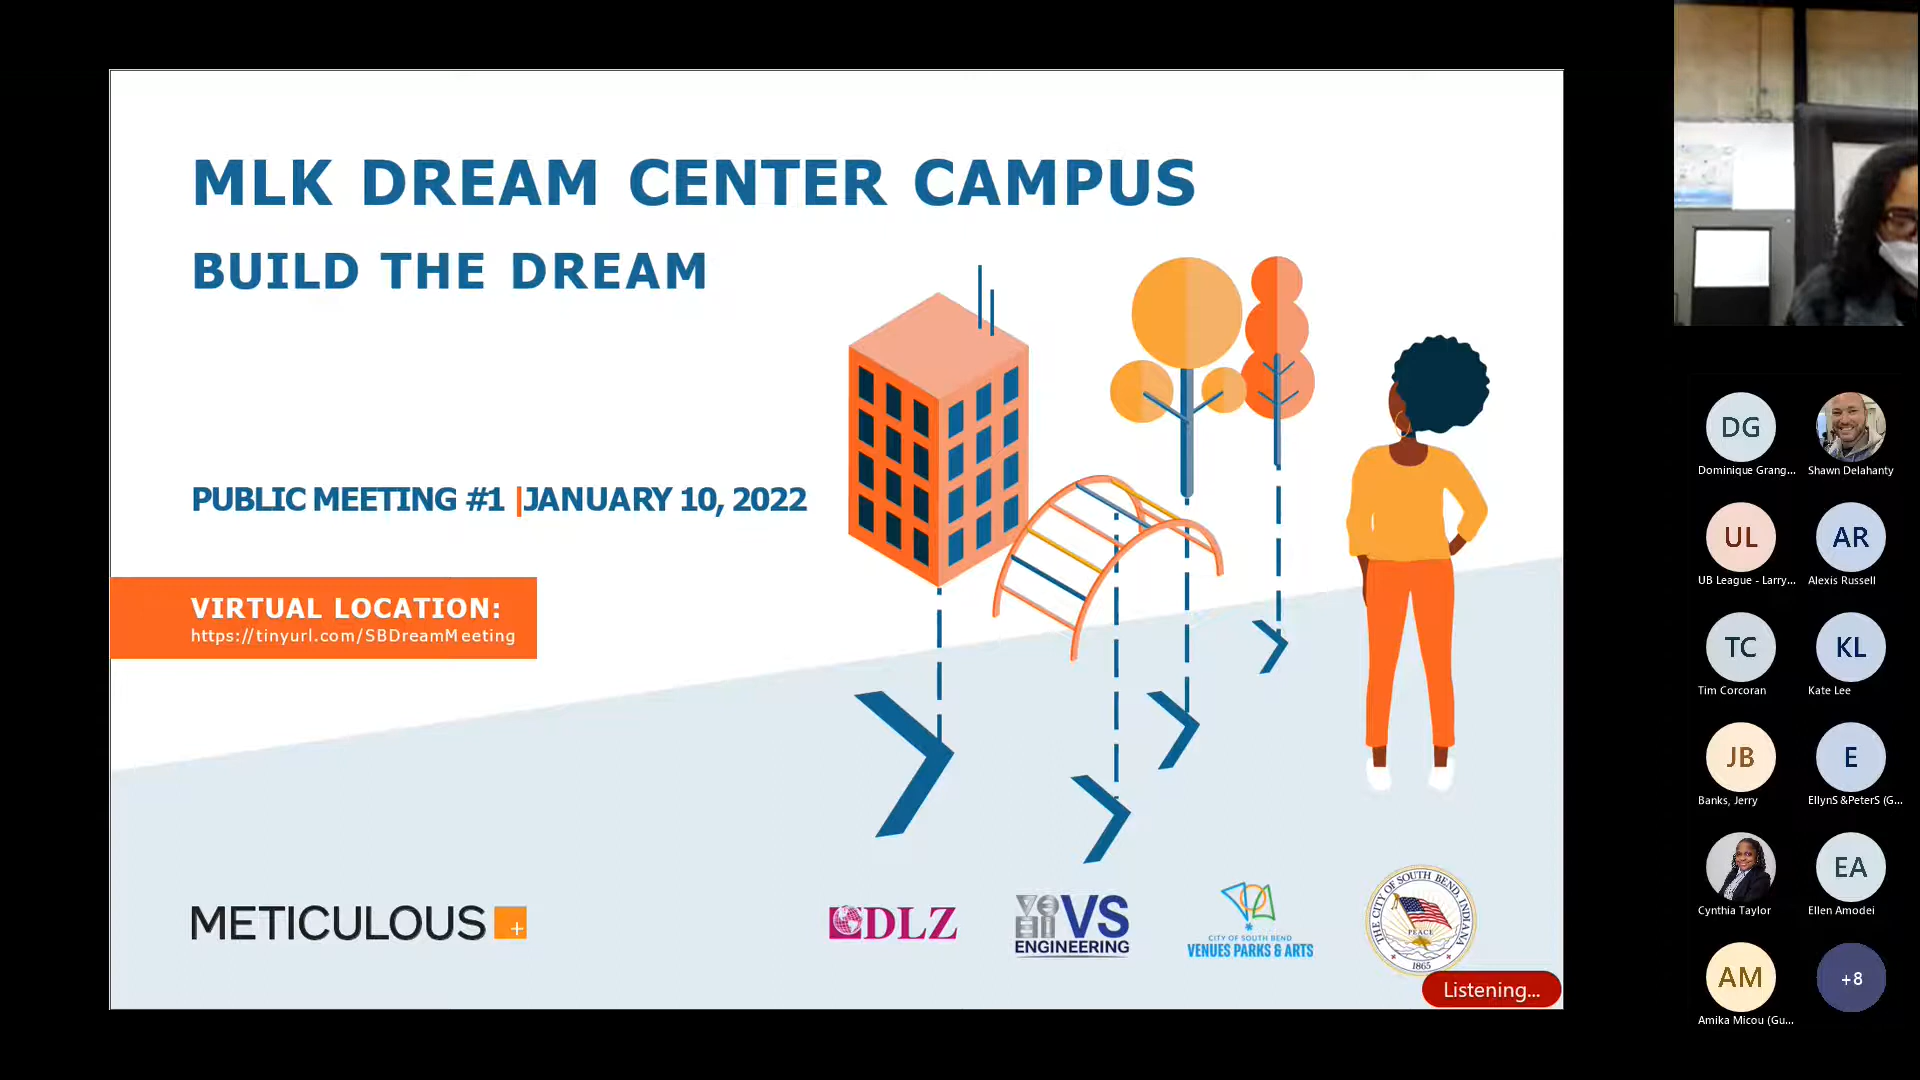 MLK DREAM CENTER CAMPUS
BUILD THE DREAM
PUBLIC MEETING #1 |JANUARY 10, 2022
VIRTUAL LOCATION:
https://tinyurl.com/SBDreamMeeting
METICULOUS +
DLZ
VS
ENGINEERING
CITY OF SOUTH BEND
VENUES PARKS & ARTS
THE CITY OF SOUTH BEND, INDIANA
PEACE
1865
Listening...
DG
Dominique Grang...
Shawn Delahanty
UL
UB League - Larry...
AR
Alexis Russell
TC
Tim Corcoran
KL
Kate Lee
JB
Banks, Jerry
E
EllynS &PeterS (G...
Cynthia Taylor
EA
Ellen Amodei
AM
Amika Micou (Gu...
+8